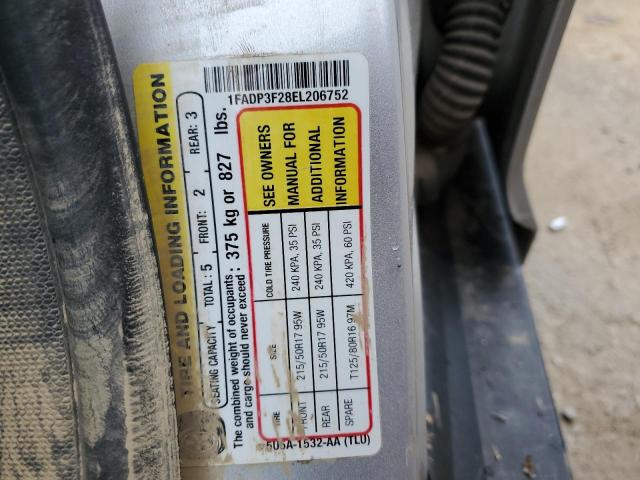 1FADP3F28EL206752
TIRE AND LOADING INFORMATION
SEATING CAPACITY TOTAL: 5 FRONT: 2 REAR: 3
The combined weight of occupants and cargo should never exceed: 375 kg or 827 lbs.
TIRE SIZE COLD TIRE PRESSURE
FRONT 215/50R17 95W 240 KPA, 35 PSI
REAR 215/50R17 95W 240 KPA, 35 PSI
SPARE T125/80R16 97M 420 KPA, 60 PSI
SEE OWNERS
MANUAL FOR
ADDITIONAL
INFORMATION
5U5A-1532-AA (TLU)